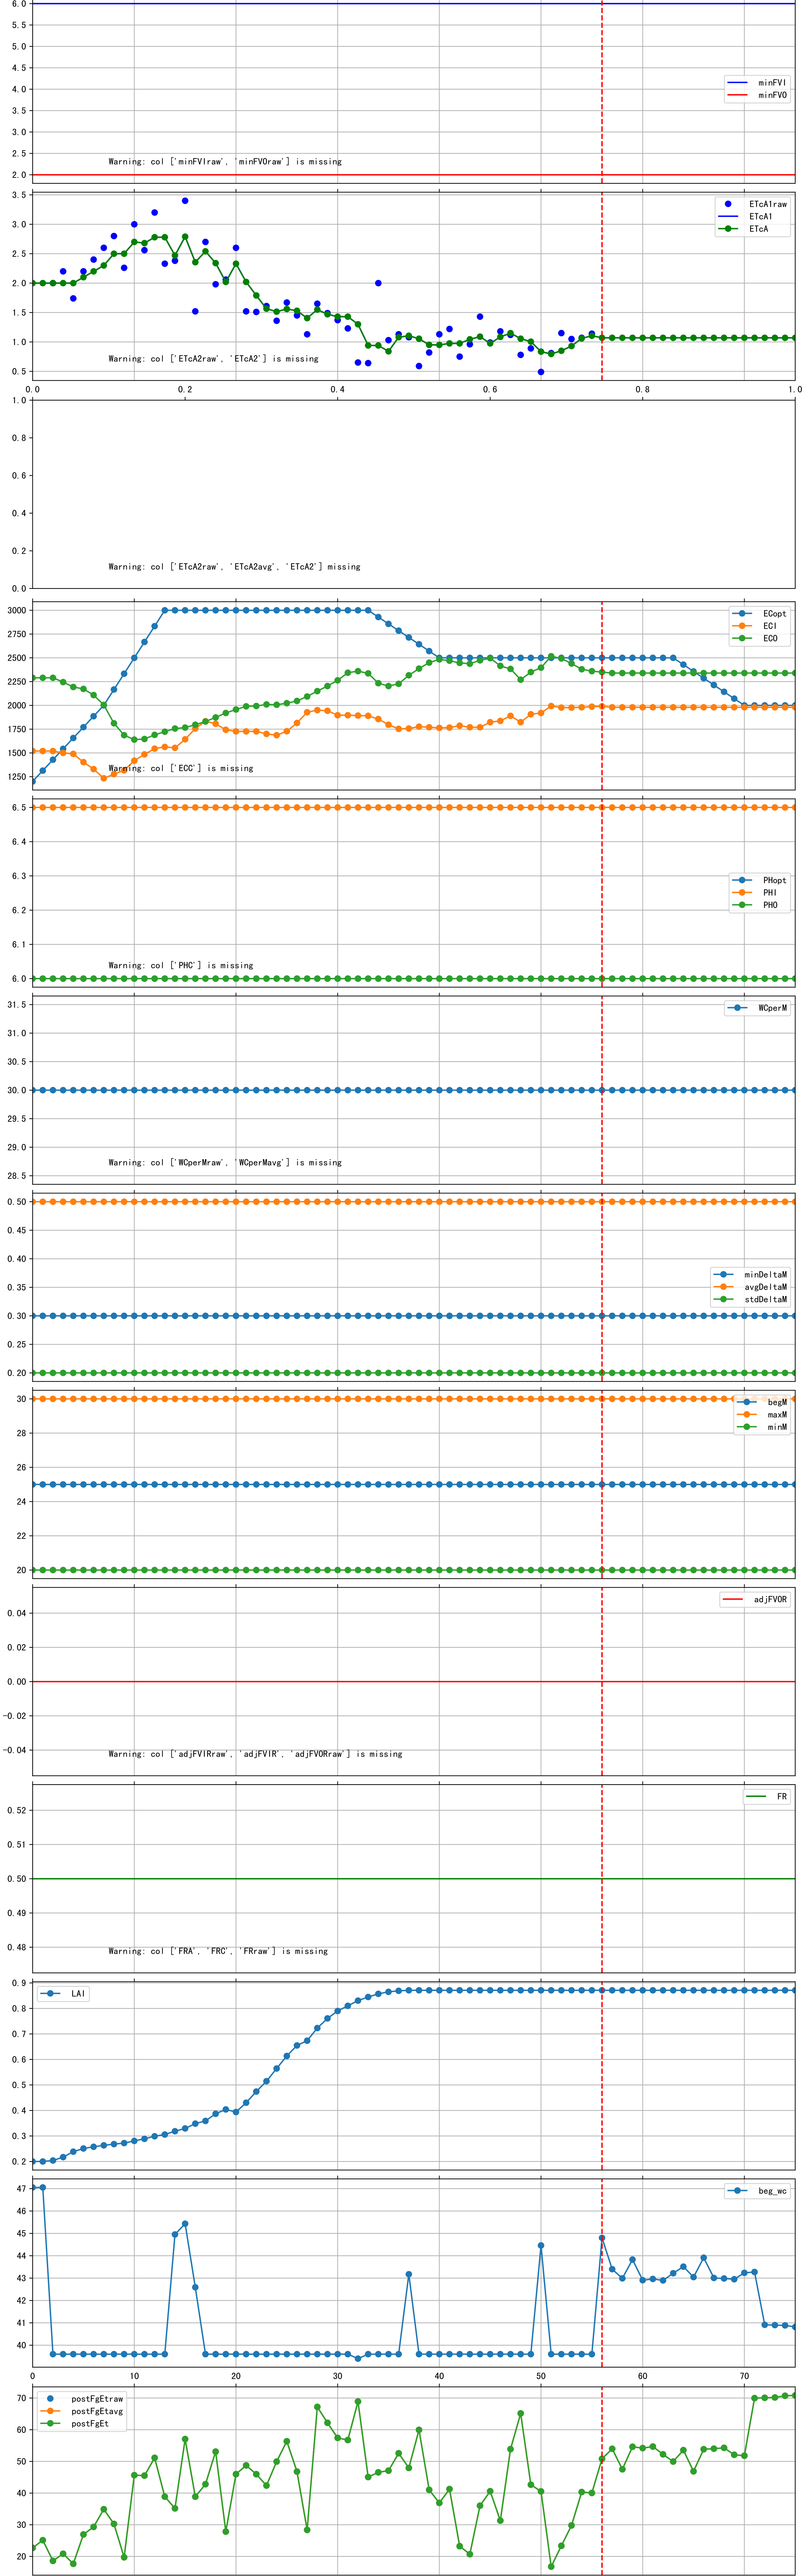 6.0
5.5
5.0
4.5
4.0
3.5
3.0
2.5
2.0
minFVI
minFVO
Warning: col ['minFVIraw', 'minFVOraw'] is missing
3.5
3.0
2.5
2.0
1.5
1.0
0.5
ETcA1raw
ETcA1
ETcA
Warning: col ['ETcA2raw', 'ETcA2'] is missing
0.0 0.2 0.4 0.6 0.8 1.0
1.0
0.8
0.6
0.4
0.2
0.0
Warning: col ['ETcA2raw', 'ETcA2avg', 'ETcA2'] missing
3000
2750
2500
2250
2000
1750
1500
1250
ECopt
ECI
ECO
Warning: col ['ECC'] is missing
6.5
6.4
6.3
6.2
6.1
6.0
PHopt
PHI
PHO
Warning: col ['PHC'] is missing
31.5
31.0
30.5
30.0
29.5
29.0
28.5
WCperM
Warning: col ['WCperMraw', 'WCperMavg'] is missing
0.50
0.45
0.40
0.35
0.30
0.25
0.20
minDeltaM
avgDeltaM
stdDeltaM
30
28
26
24
22
20
begM
maxM
minM
0.04
0.02
0.00
-0.02
-0.04
adjFVOR
Warning: col ['adjFVIRraw', 'adjFVIR', 'adjFVORraw'] is missing
0.52
0.51
0.50
0.49
0.48
FR
Warning: col ['FRA', 'FRC', 'FRraw'] is missing
0.9
0.8
0.7
0.6
0.5
0.4
0.3
0.2
LAI
47
46
45
44
43
42
41
40
beg_wc
0 10 20 30 40 50 60 70
70
60
50
40
30
20
postFgEtraw
postFgEtavg
postFgEt